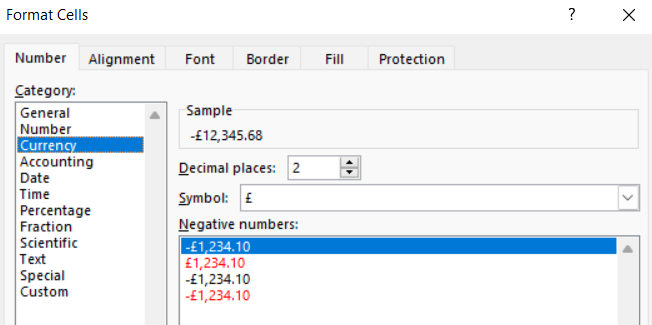 Format Cells ?
Number Alignment Font Border Fill Protection
Category:
General
Number
Currency
Accounting
Date
Time
Percentage
Fraction
Scientific
Text
Special
Custom
Sample
-£12,345.68
Decimal places: 2
Symbol: £
Negative numbers:
-£1,234.10
£1,234.10
-£1,234.10
-£1,234.10